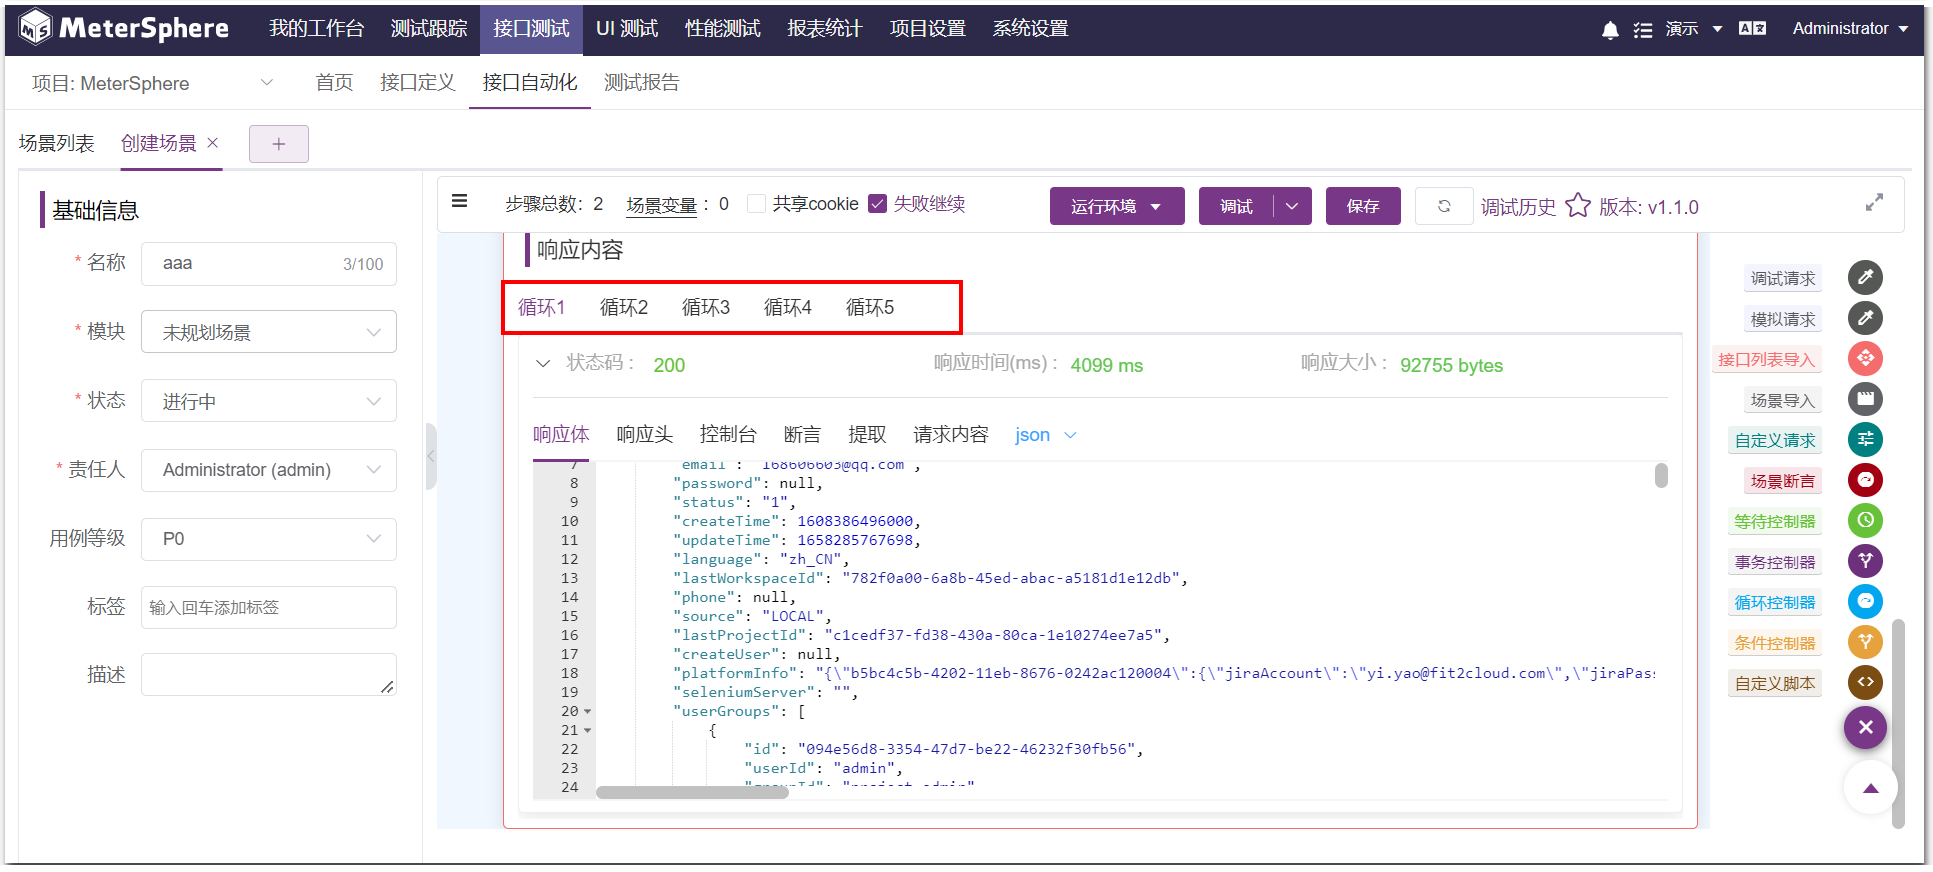 MeterSphere 我的工作台 测试跟踪 接口测试 UI 测试 性能测试 报表统计 项目设置 系统设置 演示 Administrator
项目: MeterSphere 首页 接口定义 接口自动化 测试报告
场景列表 创建场景 × +
基础信息
* 名称 aaa 3/100
* 模块 未规划场景
* 状态 进行中
* 责任人 Administrator (admin)
用例等级 P0
标签 输入回车添加标签
描述
步骤总数: 2 场景变量 : 0 共享cookie 失败继续 运行环境 调试 保存 调试历史 版本: v1.1.0
响应内容
循环1 循环2 循环3 循环4 循环5
状态码 : 200 响应时间(ms) : 4099 ms 响应大小 : 92755 bytes
响应体 响应头 控制台 断言 提取 请求内容 json
7 "email": "168606603@qq.com",
8 "password": null,
9 "status": "1",
10 "createTime": 1608386496000,
11 "updateTime": 1658285767698,
12 "language": "zh_CN",
13 "lastWorkspaceId": "782f0a00-6a8b-45ed-abac-a5181d1e12db",
14 "phone": null,
15 "source": "LOCAL",
16 "lastProjectId": "c1cedf37-fd38-430a-80ca-1e10274ee7a5",
17 "createUser": null,
18 "platformInfo": "{\"b5bc4c5b-4202-11eb-8676-0242ac120004\":{\"jiraAccount\":\"yi.yao@fit2cloud.com\",\"jiraPas
19 "seleniumServer": "",
20 "userGroups": [
21 {
22 "id": "094e56d8-3354-47d7-be22-46232f30fb56",
23 "userId": "admin",
24 "groupId": "project_admin"
调试请求
模拟请求
接口列表导入
场景导入
自定义请求
场景断言
等待控制器
事务控制器
循环控制器
条件控制器
自定义脚本